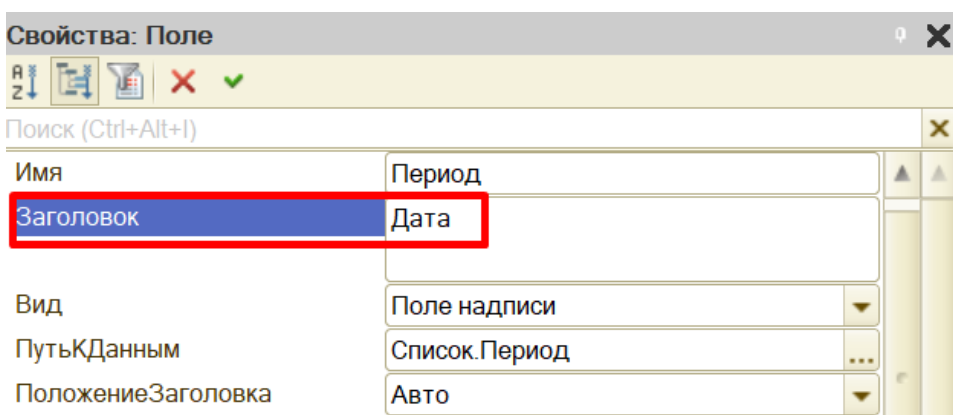 Свойства: Поле
Поиск (Ctrl+Alt+I)
Имя Период
Заголовок Дата
Вид Поле надписи
ПутьКДанным Список.Период ...
ПоложениеЗаголовка Авто